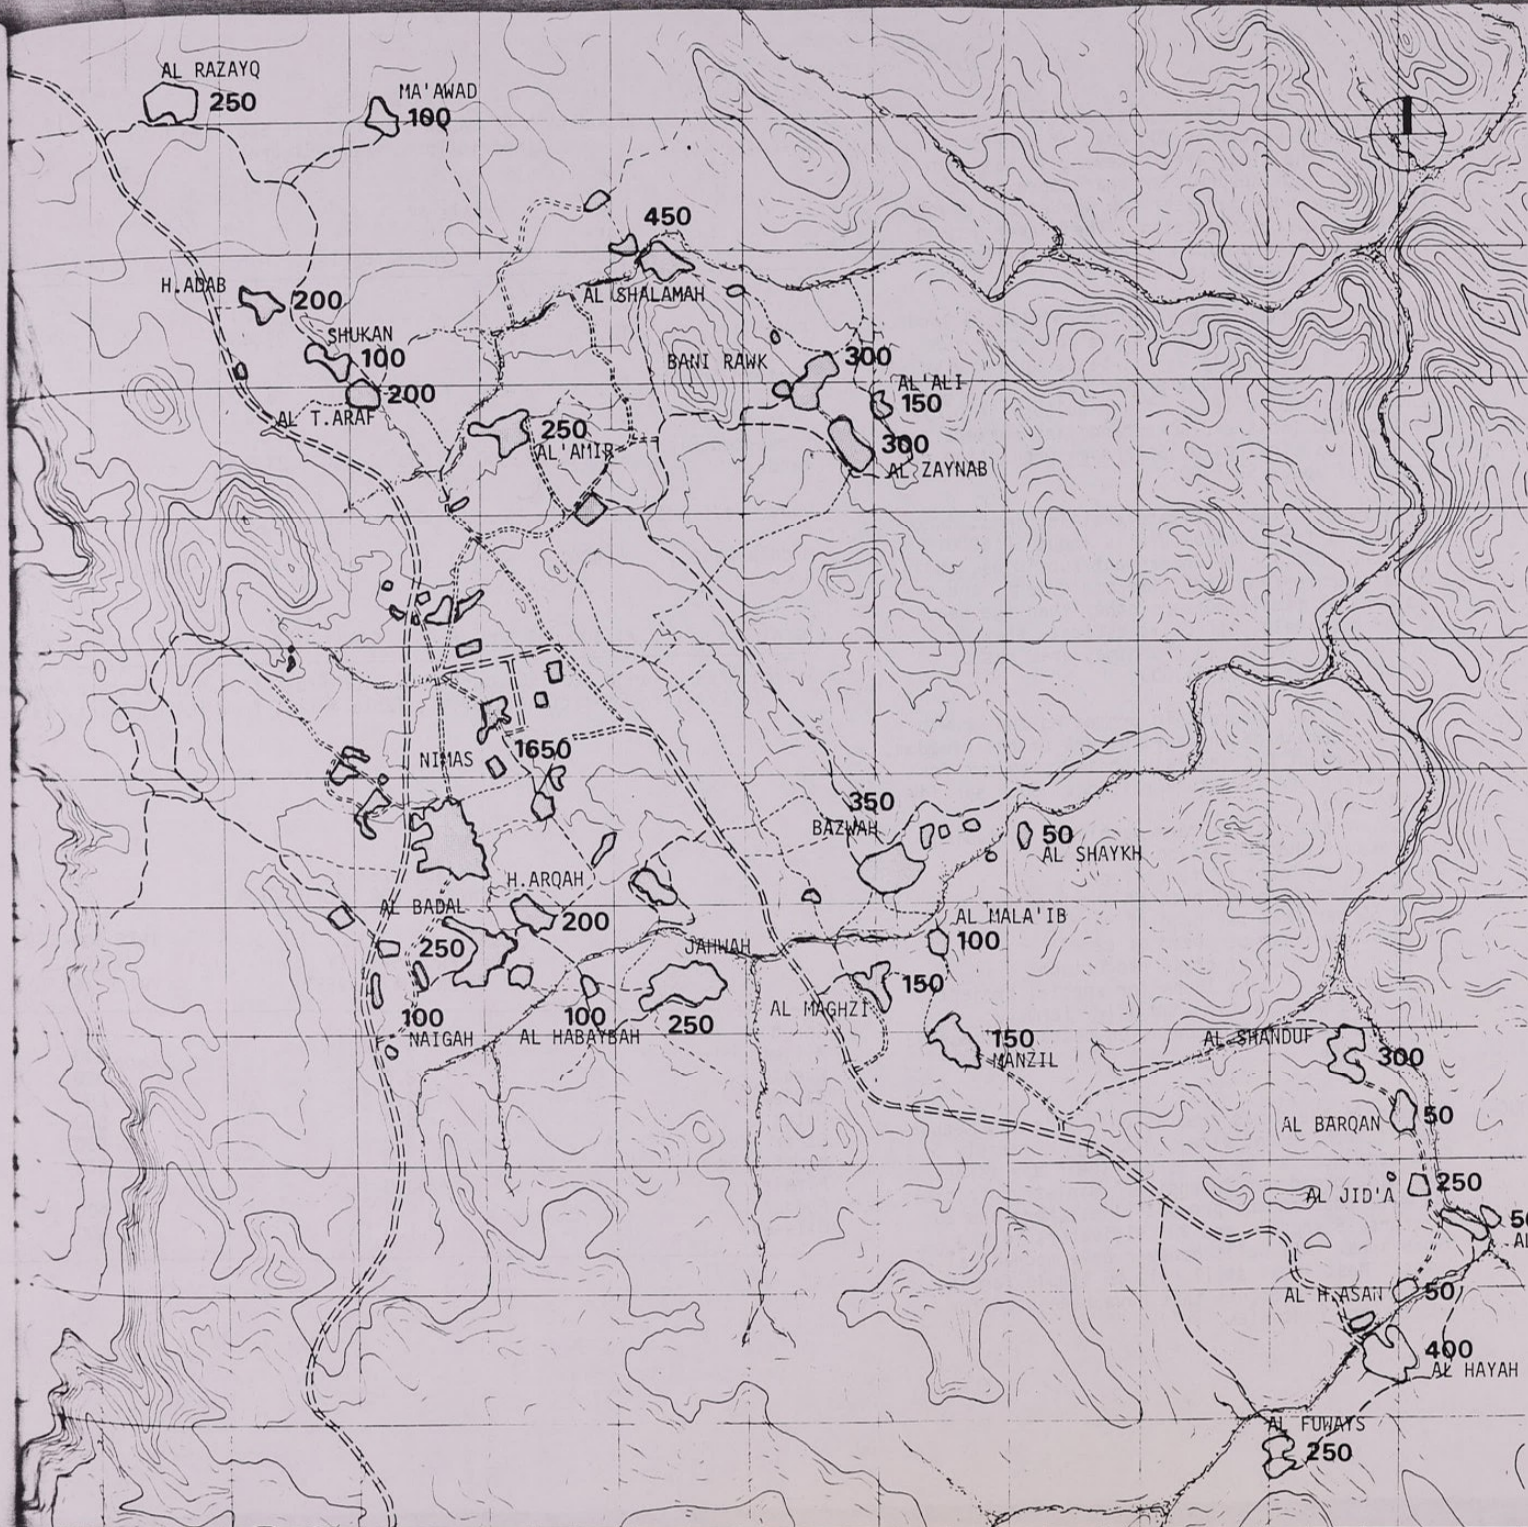 AL RAZAYQ
250
MA'AWAD
100
450
AL SHALAMAH
H.ADAB
200
SHUKAN
100
200
AL T.ARAF
BANI RAWK
300
AL'ALI
150
300
AL ZAYNAB
250
AL'AMIR
NIMAS
1650
350
BAZWAH
50
AL SHAYKH
H.ARQAH
200
AL BADAL
250
AL MALA'IB
100
JAHWAH
250
150
AL MAGHZI
100
NAIGAH
100
AL HABAYBAH
150
MANZIL
AL SHANDUF
300
AL BARQAN
50
AL JID'A
250
AL H.ASAN
50
400
AL HAYAH
AL FUWAYS
250